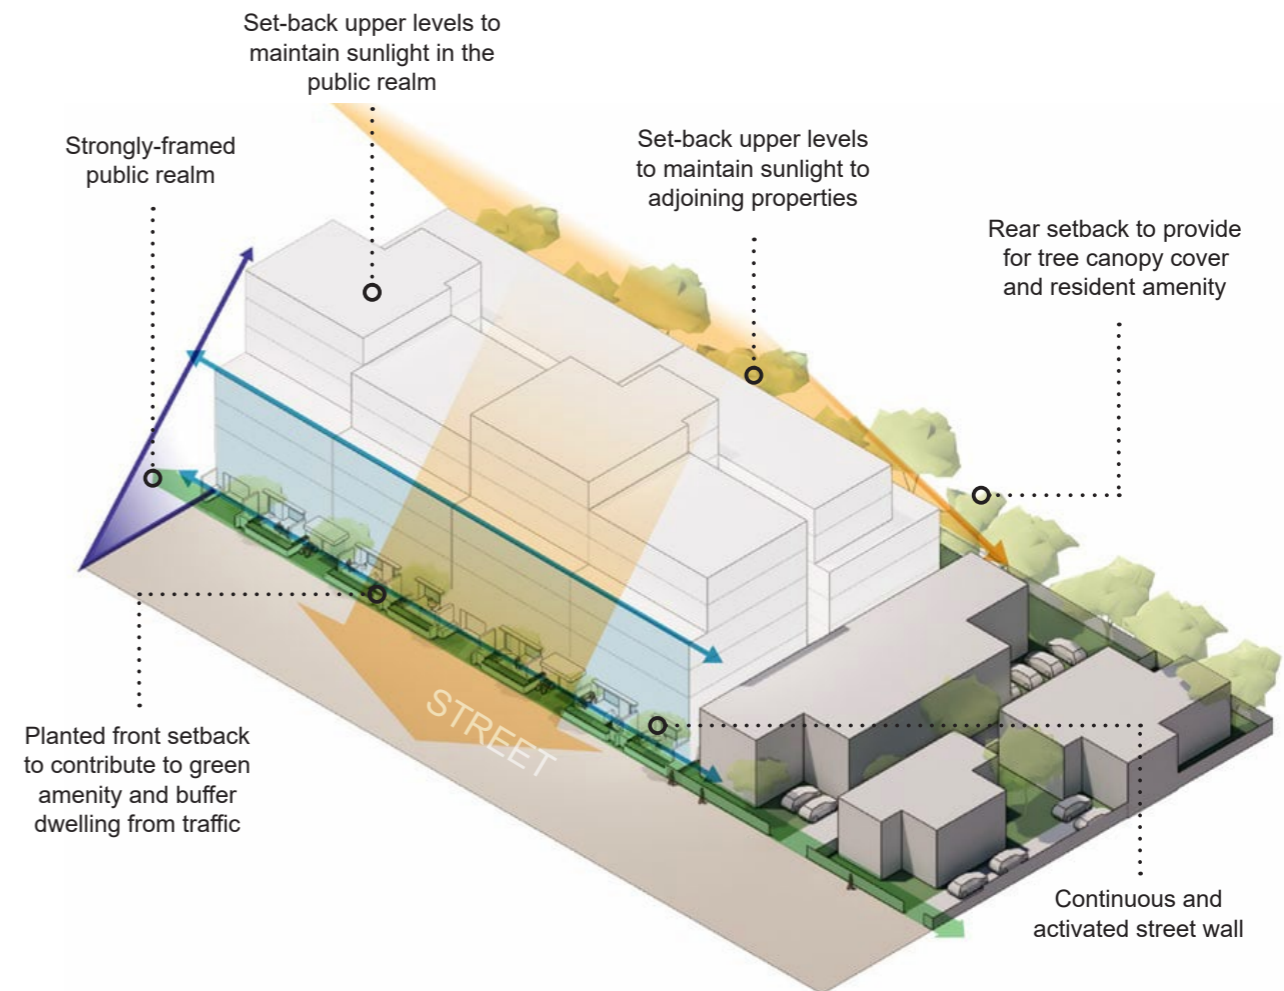 Set-back upper levels to
maintain sunlight in the
public realm
Strongly-framed
public realm
Set-back upper levels
to maintain sunlight to
adjoining properties
Rear setback to provide
for tree canopy cover
and resident amenity
STREET
Planted front setback
to contribute to green
amenity and buffer
dwelling from traffic
Continuous and
activated street wall